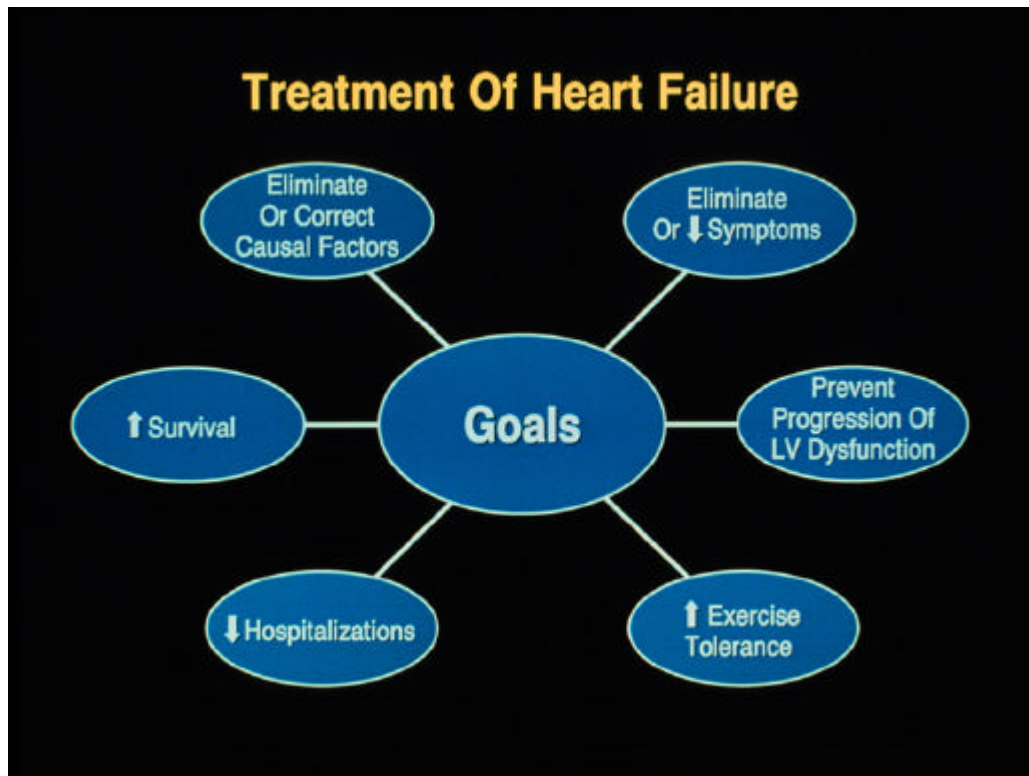 Treatment Of Heart Failure
Eliminate
Or Correct
Causal Factors
Eliminate
Or ⬇ Symptoms
⬆ Survival
Goals
Prevent
Progression Of
LV Dysfunction
⬇ Hospitalizations
⬆ Exercise
Tolerance